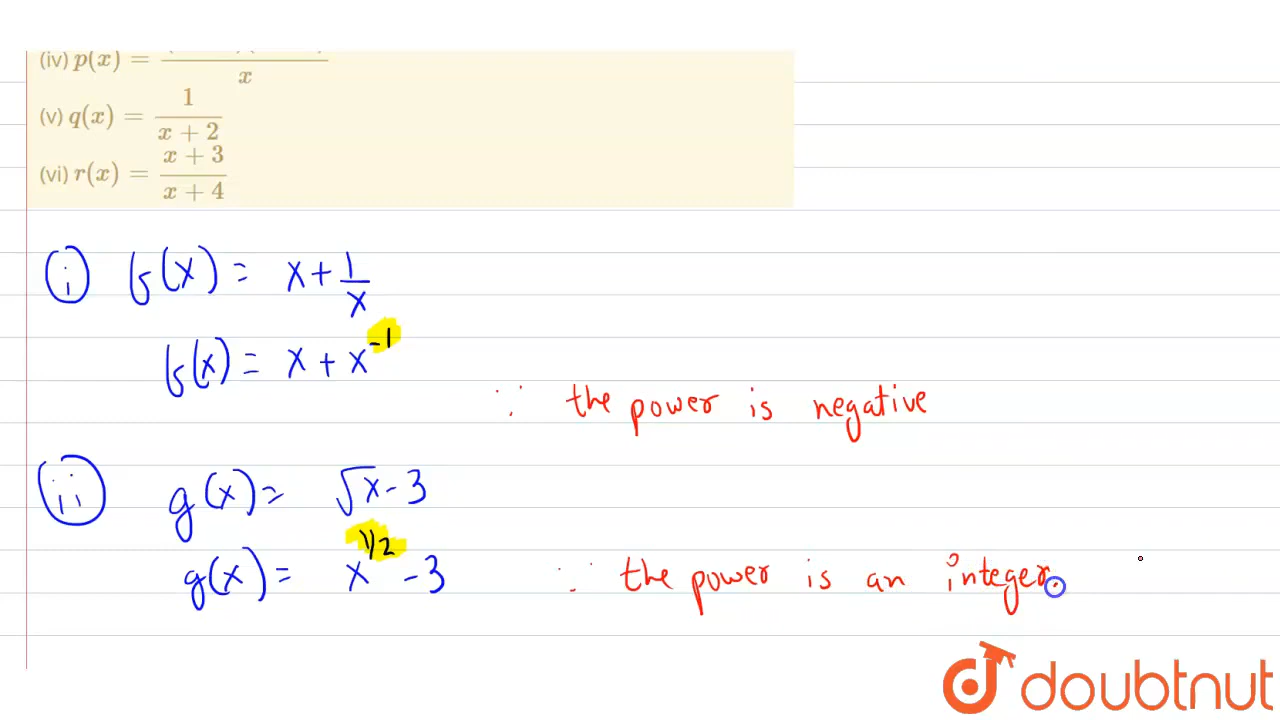 (iv) p(x) = x
(v) q(x) = 1/(x + 2)
(vi) r(x) = (x + 3)/(x + 4)
(i) f(x) = x + 1/x
f(x) = x + x^-1
∵ the power is negative
(ii) g(x) = √x - 3
g(x) = x^1/2 - 3 ∵ the power is an integer.
doubtnut